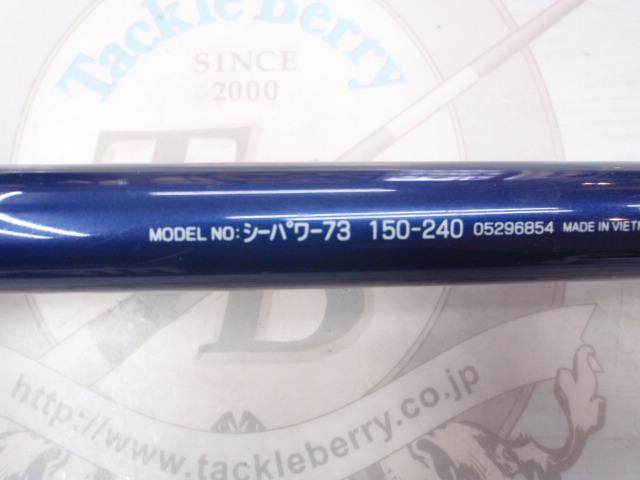 Tackle Berry
SINCE
2000
TB
MODEL NO: シーパワー73 150-240 05296854 MADE IN VIETN
http://www.tackleberry.co.jp